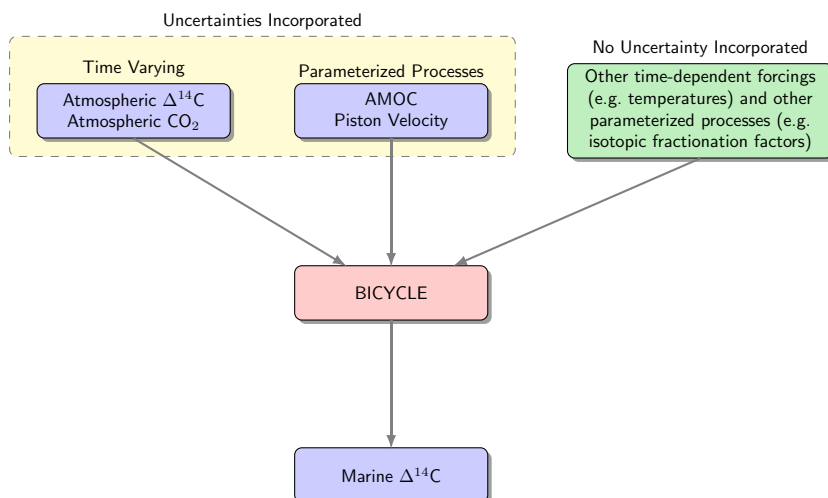 Uncertainties Incorporated
Time Varying
Atmospheric Δ¹⁴C
Atmospheric CO₂
Parameterized Processes
AMOC
Piston Velocity
No Uncertainty Incorporated
Other time-dependent forcings
(e.g. temperatures) and other
parameterized processes (e.g.
isotopic fractionation factors)
BICYCLE
Marine Δ¹⁴C